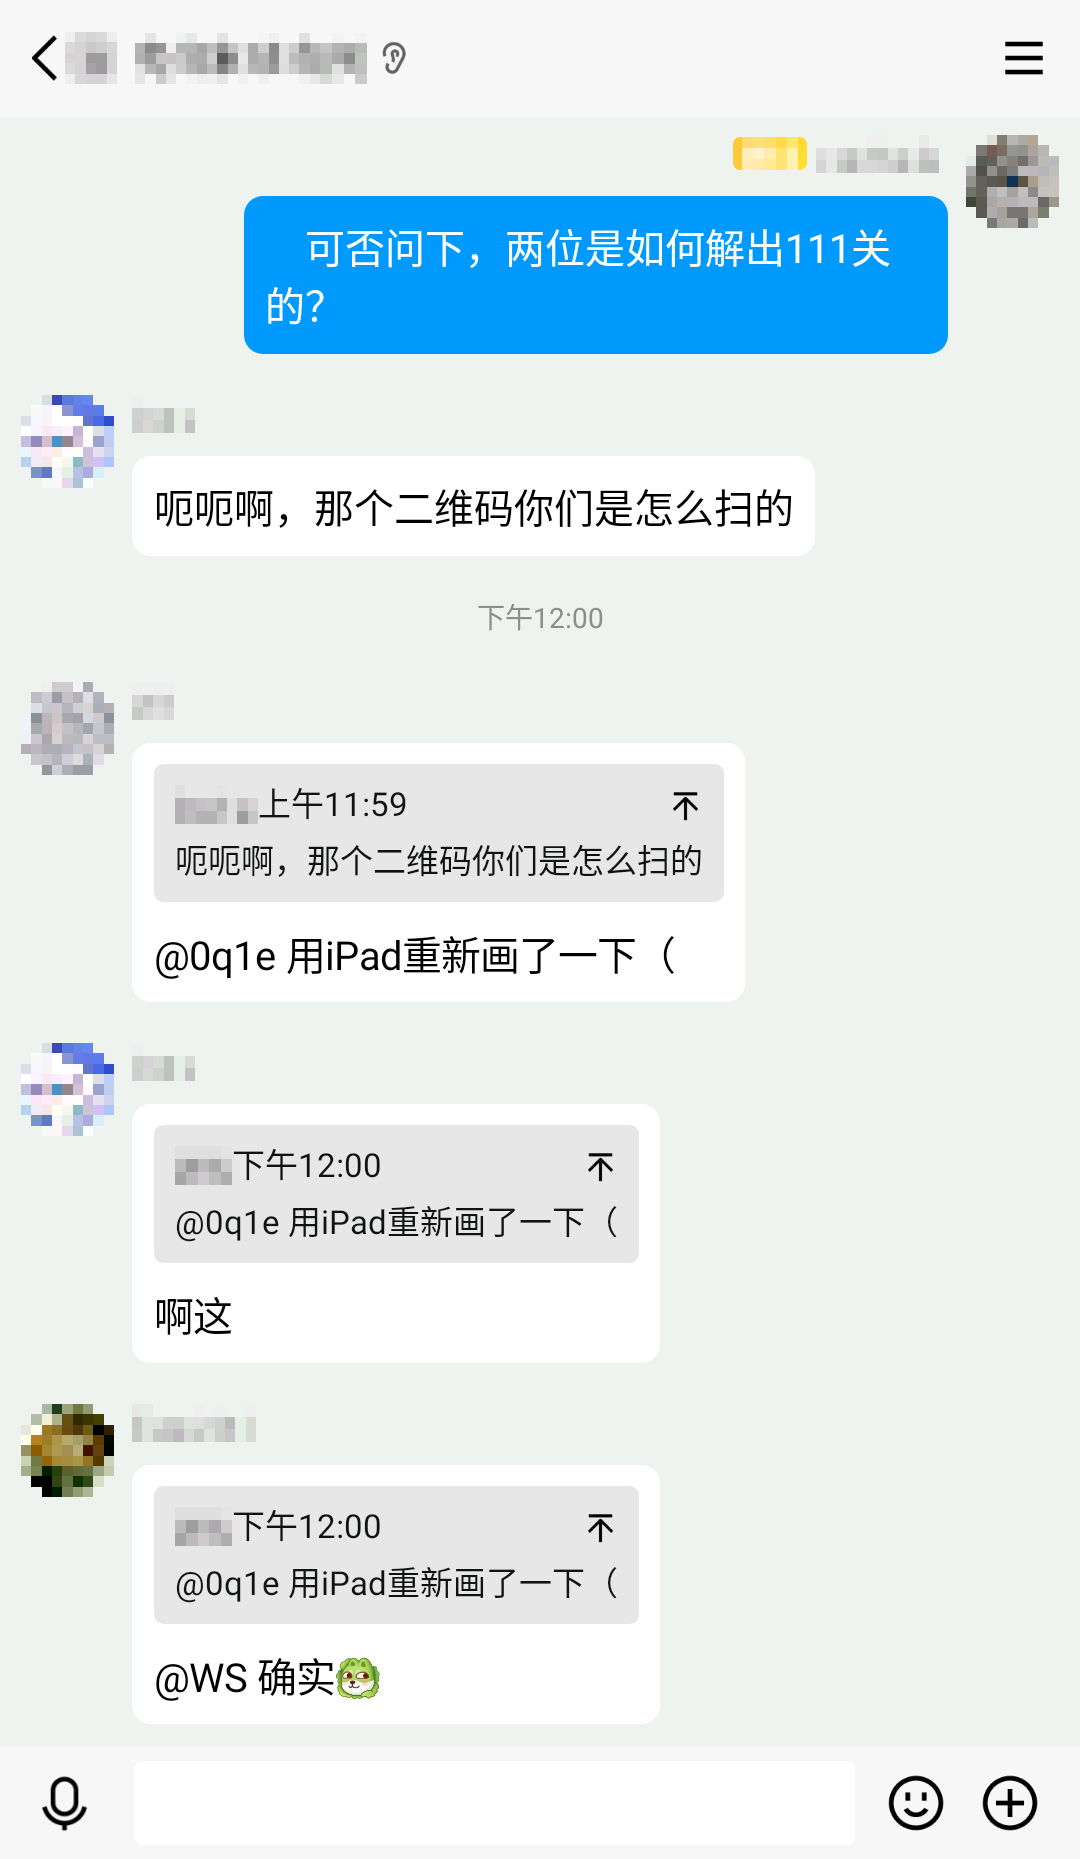 可否问下，两位是如何解出111关
的？
呃呃啊，那个二维码你们是怎么扫的
下午12:00
上午11:59
呃呃啊，那个二维码你们是怎么扫的
@0q1e 用iPad重新画了一下（
下午12:00
@0q1e 用iPad重新画了一下（
啊这
下午12:00
@0q1e 用iPad重新画了一下（
@WS 确实